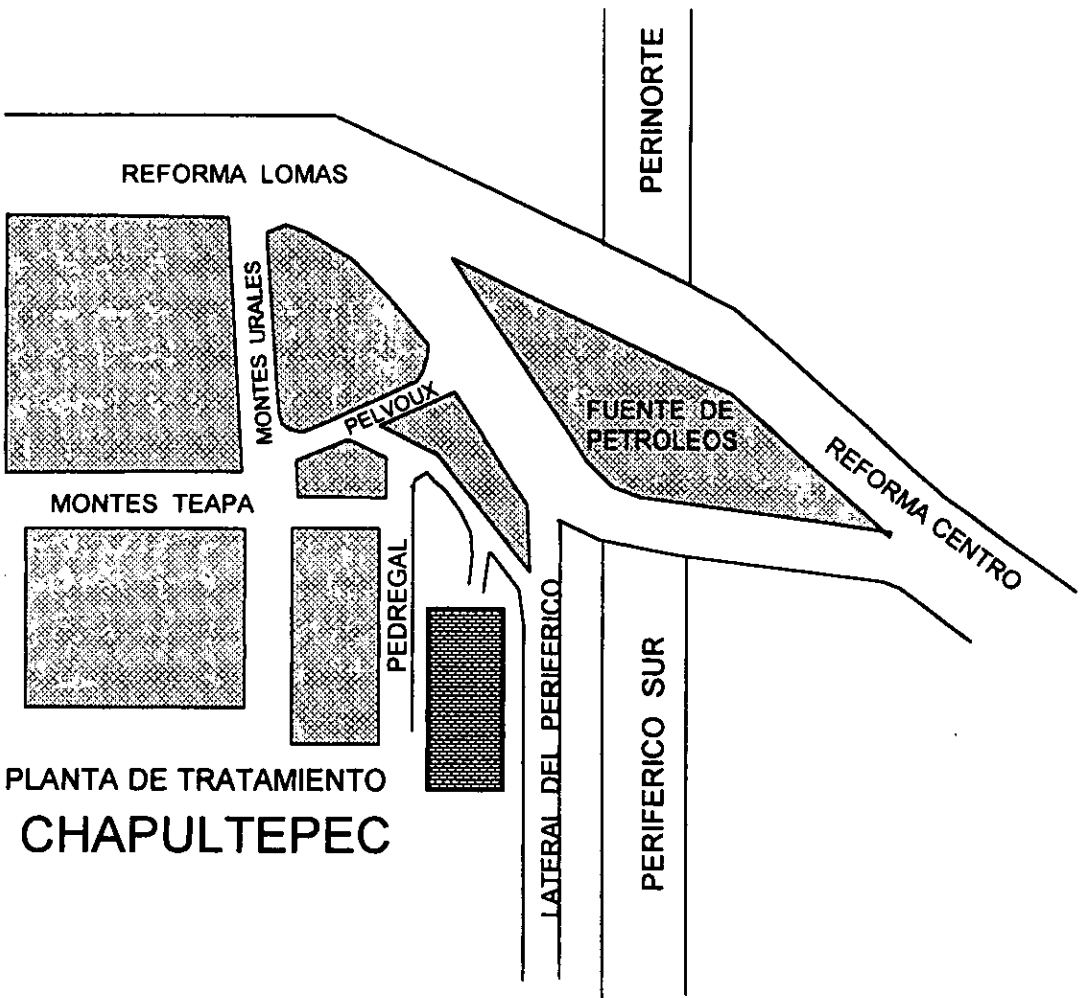 PERINORTE
REFORMA LOMAS
MONTES URALES
PELVOUX
FUENTE DE
PETROLEOS
REFORMA CENTRO
MONTES TEAPA
PEDREGAL
LATERAL DEL PERIFERICO
PERIFERICO SUR
PLANTA DE TRATAMIENTO
CHAPULTEPEC